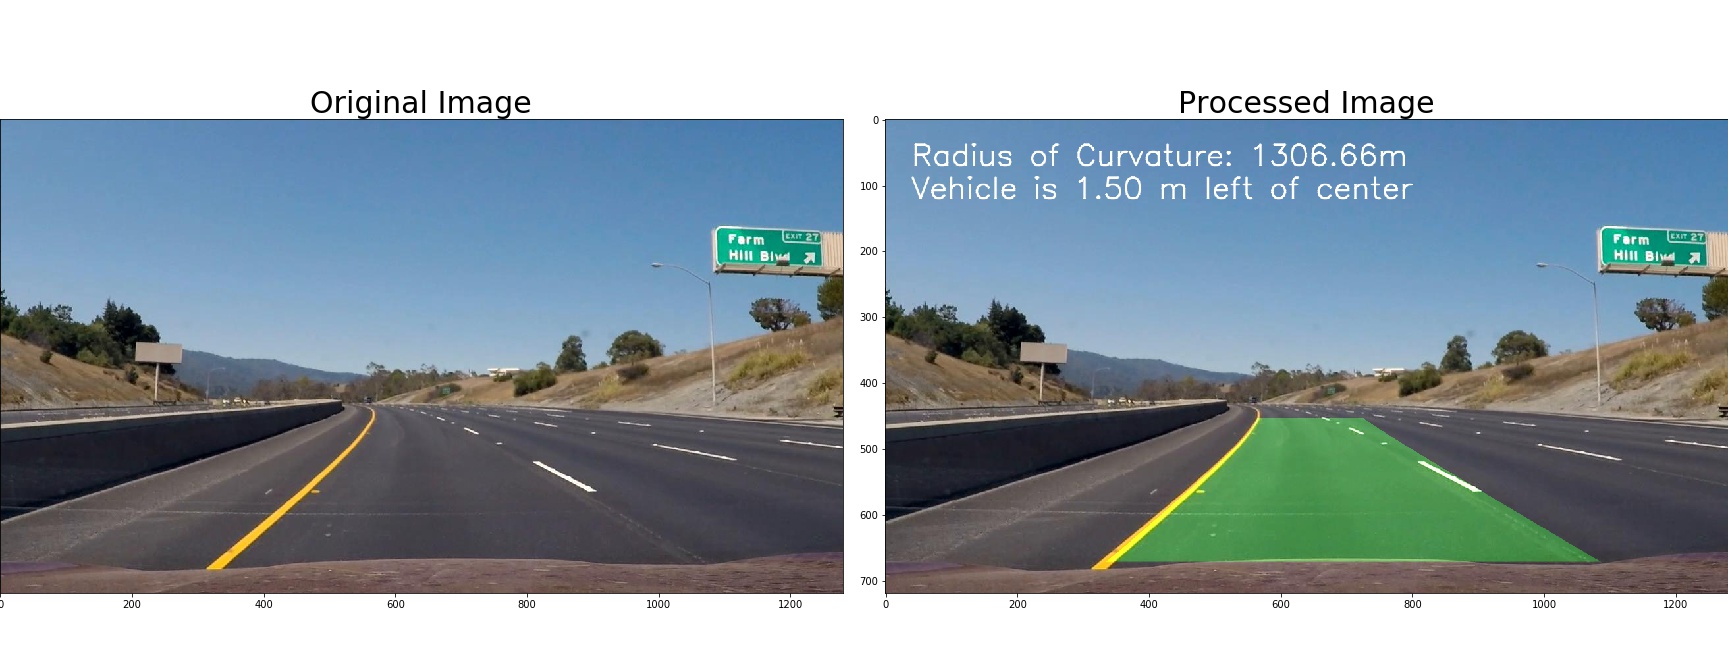 Original Image
EXIT 27
Farm
Hill Blvd
0
200
400
600
800
1000
1200
Processed Image
Radius of Curvature: 1306.66m
Vehicle is 1.50 m left of center
EXIT 27
Farm
Hill Blvd
0
100
200
300
400
500
600
700
0
200
400
600
800
1000
1200